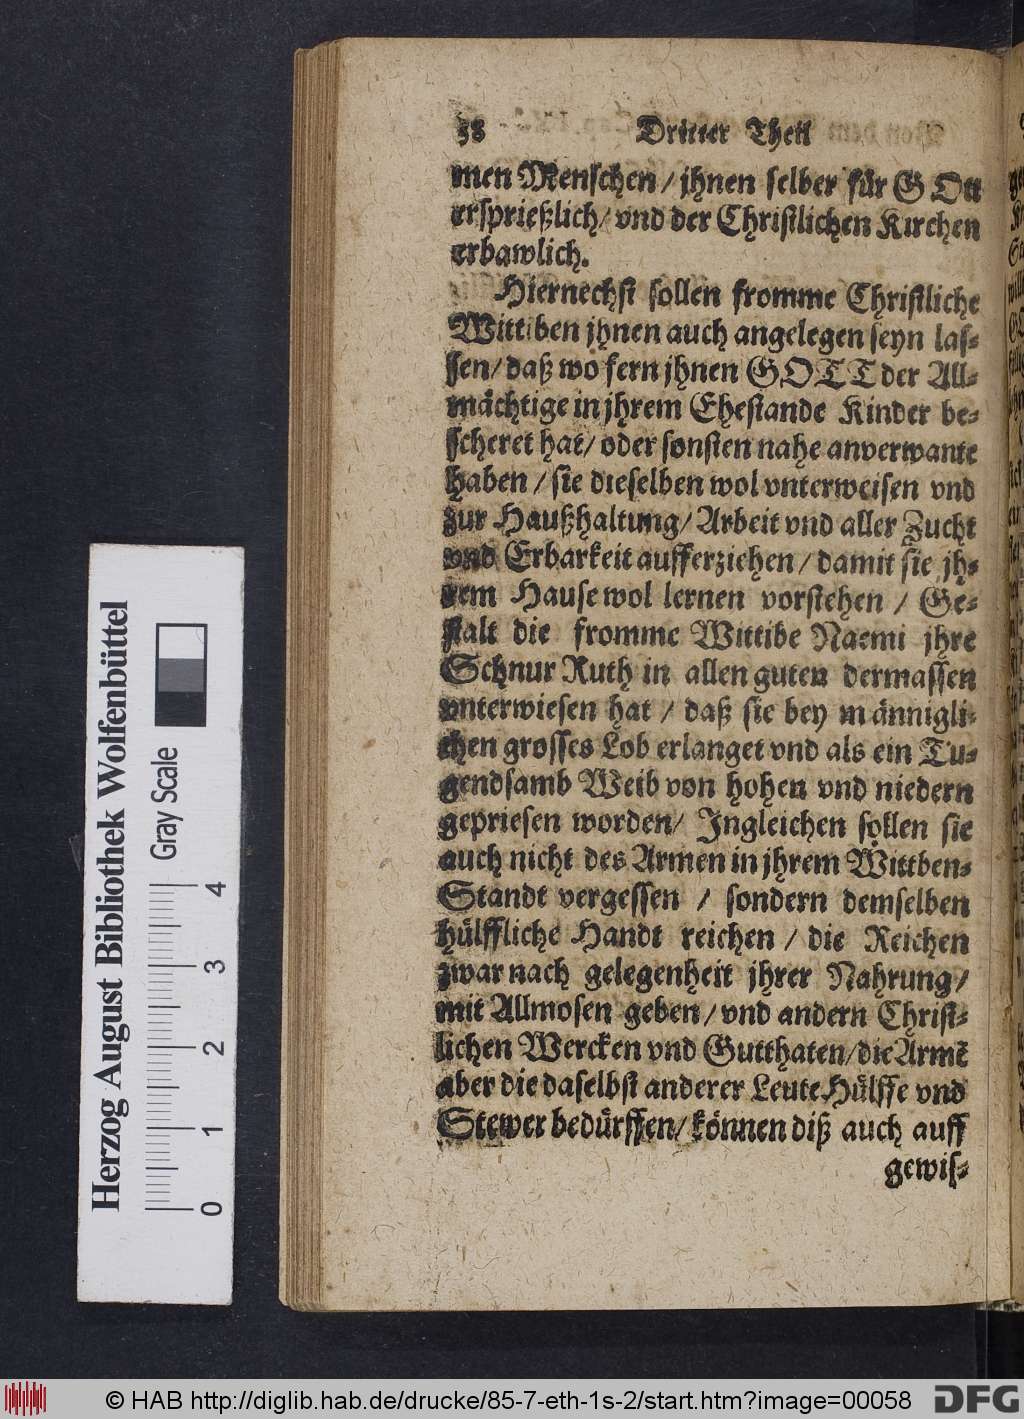 58 Dritter Theil
men Menschen / jhnen selber für GOtt
ersprießlich / vnd der Christlichen Kirchen
erbawlich.
Hiernechst sollen fromme Christliche
Wittiben jhnen auch angelegen seyn las-
sen / daß wo fern jhnen GOTT der All-
mächtige in jhrem Ehestande Kinder be-
scheret hat / oder sonsten nahe anverwante
haben / sie dieselben wol vnterweisen vnd
zur Haußhaltung / Arbeit vnd aller Zucht
vnd Erbarkeit aufferziehen / damit sie jh-
rem Hause wol lernen vorstehen / Ge-
stalt die fromme Wittibe Naemi jhre
Schnur Ruth in allen guten dermassen
vnterwiesen hat / daß sie bey männigli-
chen grosses Lob erlanget vnd als ein Tu-
gendsamb Weib von hohen vnd niedern
gepriesen worden / Jngleichen sollen sie
auch nicht des Armen in jhrem Wittben-
Standt vergessen / sondern demselben
hülffliche Handt reichen / die Reichen
zwar nach gelegenheit jhrer Nahrung /
mit Allmosen geben / vnd andern Christ-
lichen Wercken vnd Gutthaten / die Armē
aber die daselbst anderer Leute Hülffe vnd
Stewer bedürffen / können diß auch auff
gewis-
Herzog August Bibliothek Wolfenbüttel
Gray Scale
0 1 2 3 4
© HAB http://diglib.hab.de/drucke/85-7-eth-1s-2/start.htm?image=00058
DFG